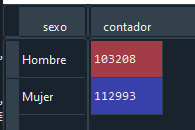 sexo contador
Hombre 103208
Mujer 112993